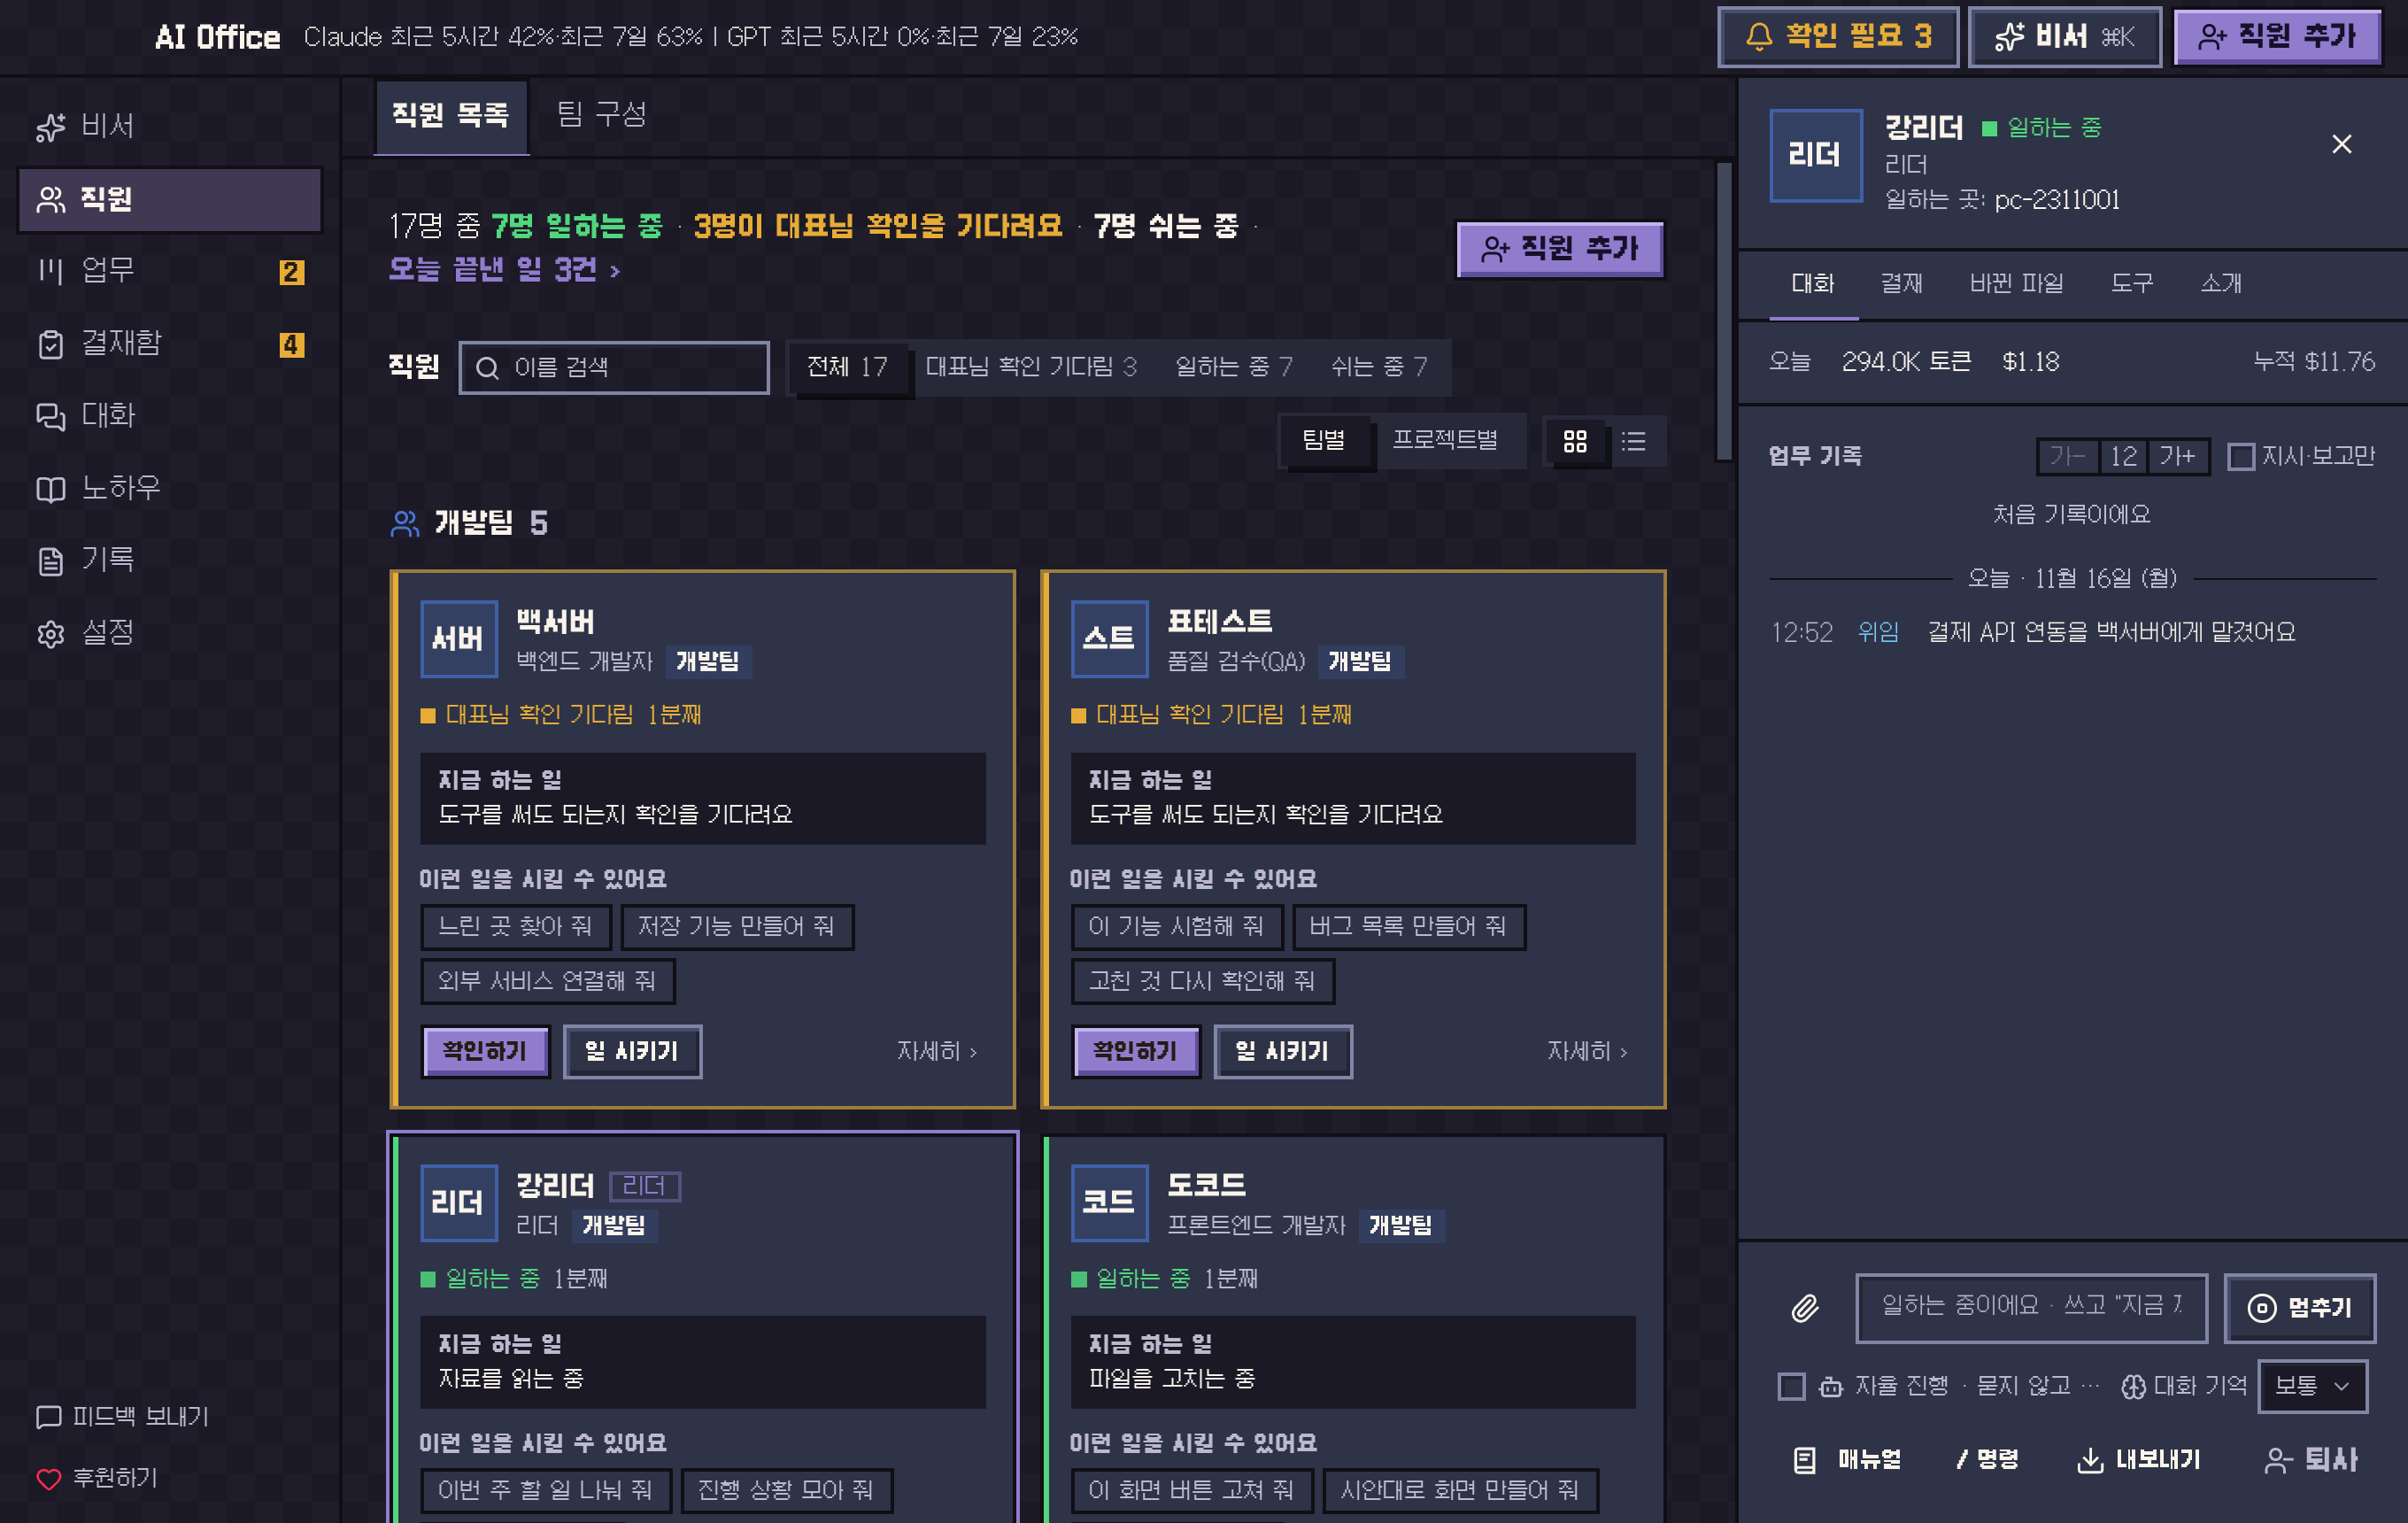 AI Office Claude 최근 5시간 42%·최근 7일 63% | GPT 최근 5시간 0%·최근 7일 23%
확인 필요 3
비서 ⌘K
직원 추가
비서
직원
업무 2
결재함 4
대화
노하우
기록
설정
피드백 보내기
후원하기
직원 목록
팀 구성
17명 중 7명 일하는 중 · 3명이 대표님 확인을 기다려요 · 7명 쉬는 중 ·
오늘 끝낸 일 3건 ›
직원 추가
직원
이름 검색
전체 17
대표님 확인 기다림 3
일하는 중 7
쉬는 중 7
팀별
프로젝트별
개발팀 5
서버
백서버
백엔드 개발자 개발팀
대표님 확인 기다림 1분째
지금 하는 일
도구를 써도 되는지 확인을 기다려요
이런 일을 시킬 수 있어요
느린 곳 찾아 줘
저장 기능 만들어 줘
외부 서비스 연결해 줘
확인하기
일 시키기
자세히 ›
스트
표테스트
품질 검수(QA) 개발팀
대표님 확인 기다림 1분째
지금 하는 일
도구를 써도 되는지 확인을 기다려요
이런 일을 시킬 수 있어요
이 기능 시험해 줘
버그 목록 만들어 줘
고친 것 다시 확인해 줘
확인하기
일 시키기
자세히 ›
리더
강리더 리더
리더 개발팀
일하는 중 1분째
지금 하는 일
자료를 읽는 중
이런 일을 시킬 수 있어요
이번 주 할 일 나눠 줘
진행 상황 모아 줘
코드
도코드
프론트엔드 개발자 개발팀
일하는 중 1분째
지금 하는 일
파일을 고치는 중
이런 일을 시킬 수 있어요
이 화면 버튼 고쳐 줘
시안대로 화면 만들어 줘
리더
강리더 일하는 중
리더
일하는 곳: pc-2311001
대화
결재
바뀐 파일
도구
소개
오늘 294.0K 토큰 $1.18 누적 $11.76
업무 기록
가- 12 가+
지시·보고만
처음 기록이에요
오늘 · 11월 16일 (월)
12:52 위임 결제 API 연동을 백서버에게 맡겼어요
일하는 중이에요 · 쓰고 "지금
멈추기
자율 진행 · 묻지 않고 …
대화 기억
보통
매뉴얼
/ 명령
내보내기
퇴사